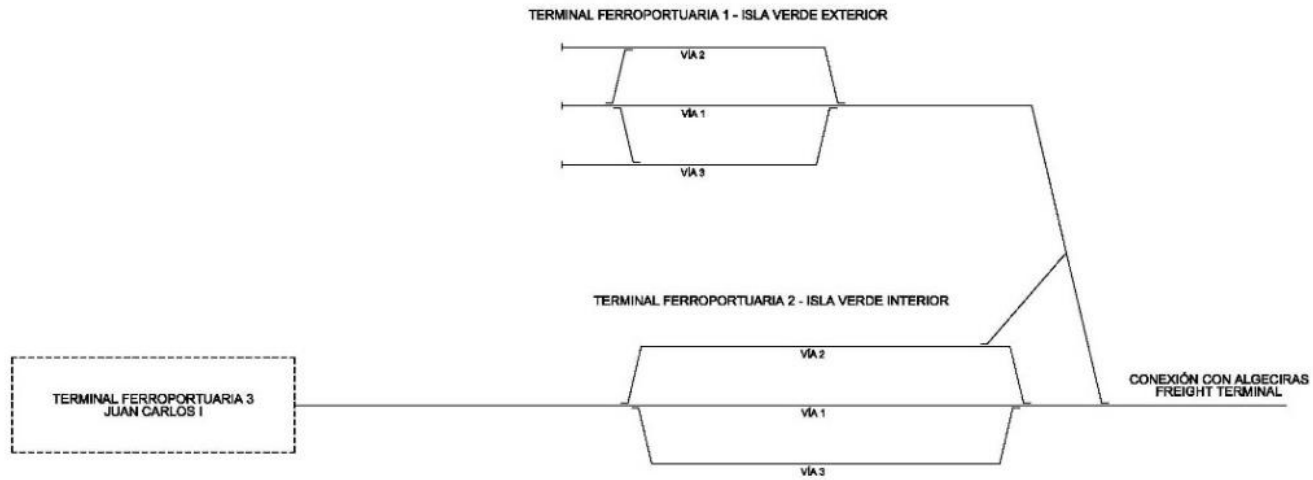 TERMINAL FERROPORTUARIA 1 - ISLA VERDE EXTERIOR
VÍA 2
VÍA 1
VÍA 3
TERMINAL FERROPORTUARIA 2 - ISLA VERDE INTERIOR
VÍA 2
TERMINAL FERROPORTUARIA 3
JUAN CARLOS I
CONEXIÓN CON ALGECIRAS
FREIGHT TERMINAL
VÍA 1
VÍA 3